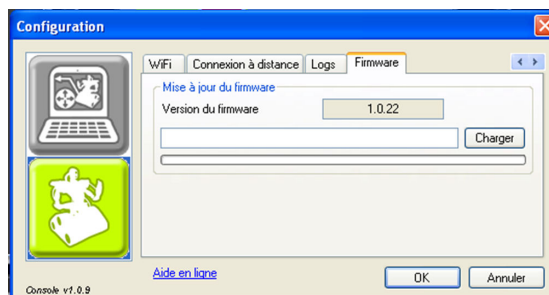 Configuration
WiFi Connexion à distance Logs Firmware
Mise à jour du firmware
Version du firmware 1.0.22
Charger
Aide en ligne
OK Annuler
Console v1.0.9